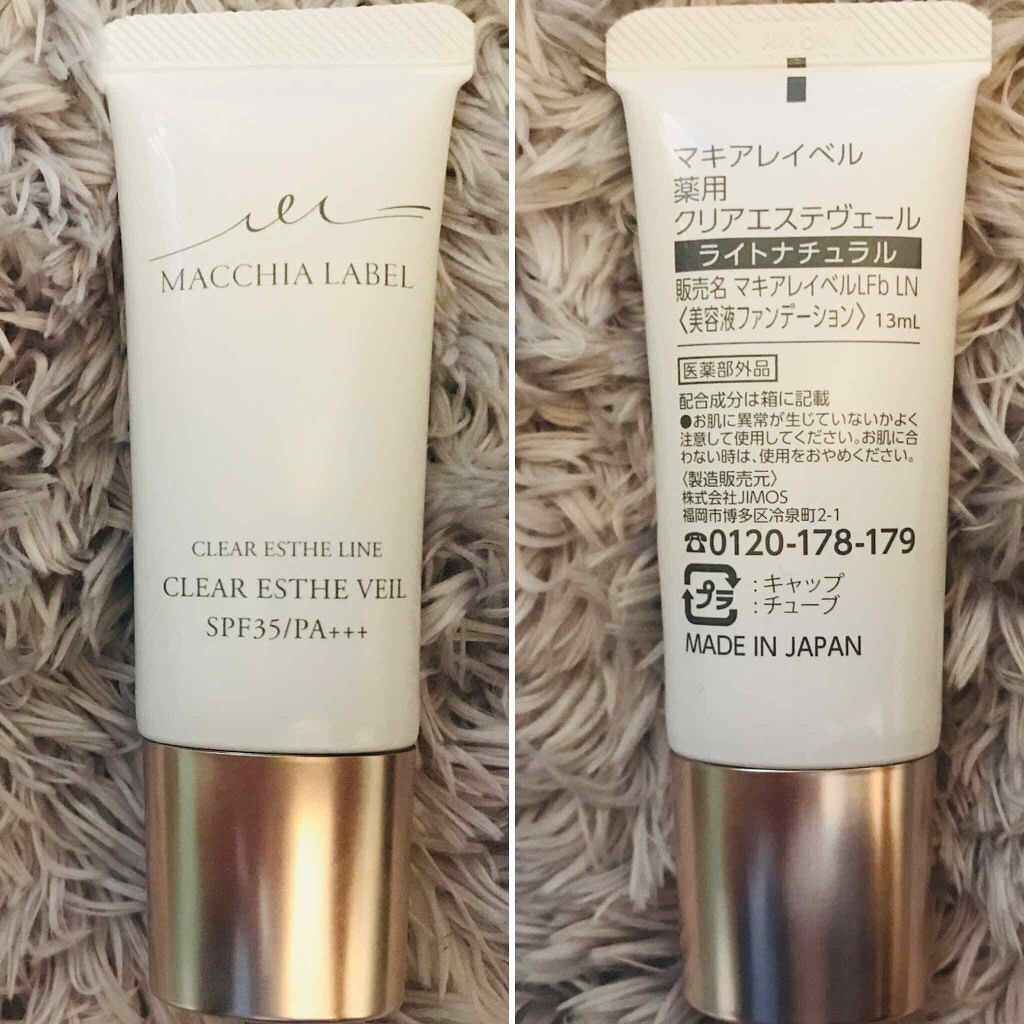 MACCHIA LABEL
CLEAR ESTHE LINE
CLEAR ESTHE VEIL
SPF35/PA+++
マキアレイベル
薬用
クリアエステヴェール
ライトナチュラル
販売名 マキアレイベルLFb LN
〈美容液ファンデーション〉 13mL
医薬部外品
配合成分は箱に記載
●お肌に異常が生じていないかよく
注意して使用してください。お肌に合
わない時は、使用をおやめください。
〈製造販売元〉
株式会社JIMOS
福岡市博多区冷泉町2-1
☎0120-178-179
プラ
:キャップ
:チューブ
MADE IN JAPAN